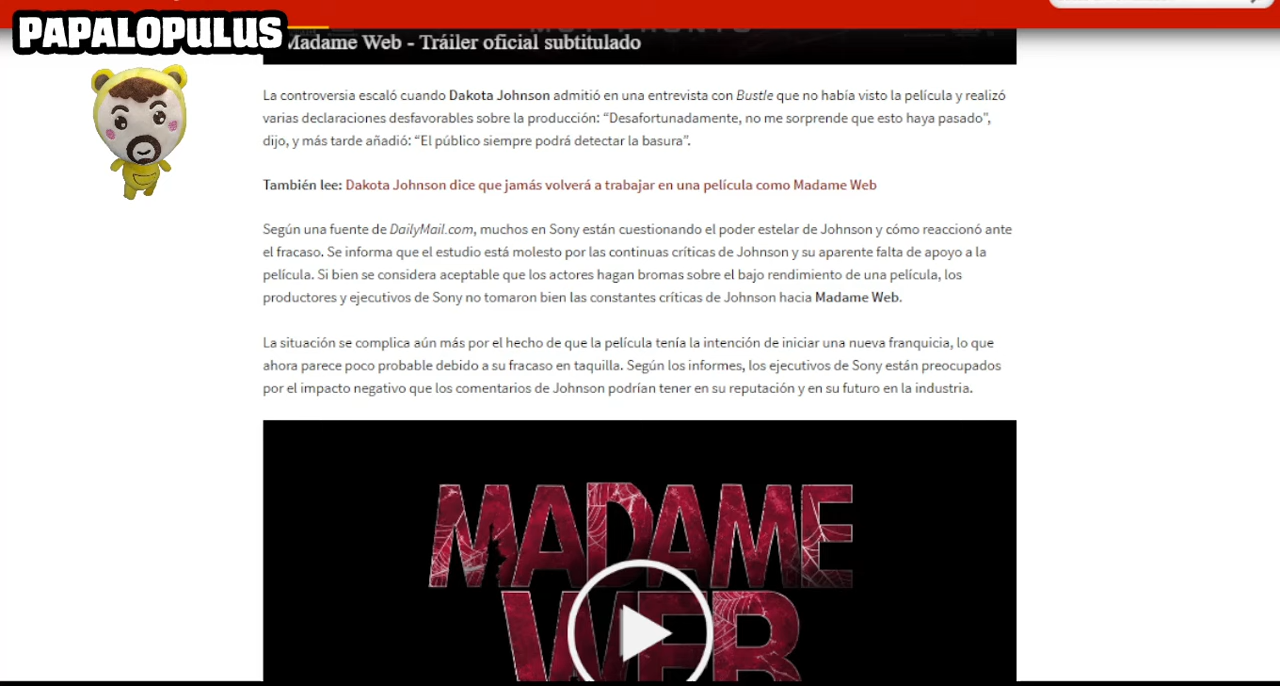 PAPALOPULUS
Madame Web - Tráiler oficial subtitulado
La controversia escaló cuando Dakota Johnson admitió en una entrevista con Bustle que no había visto la película y realizó
varias declaraciones desfavorables sobre la producción: “Desafortunadamente, no me sorprende que esto haya pasado”,
dijo, y más tarde añadió: “El público siempre podrá detectar la basura”.
También lee: Dakota Johnson dice que jamás volverá a trabajar en una película como Madame Web
Según una fuente de DailyMail.com, muchos en Sony están cuestionando el poder estelar de Johnson y cómo reaccionó ante
el fracaso. Se informa que el estudio está molesto por las continuas críticas de Johnson y su aparente falta de apoyo a la
película. Si bien se considera aceptable que los actores hagan bromas sobre el bajo rendimiento de una película, los
productores y ejecutivos de Sony no tomaron bien las constantes críticas de Johnson hacia Madame Web.
La situación se complica aún más por el hecho de que la película tenía la intención de iniciar una nueva franquicia, lo que
ahora parece poco probable debido a su fracaso en taquilla. Según los informes, los ejecutivos de Sony están preocupados
por el impacto negativo que los comentarios de Johnson podrían tener en su reputación y en su futuro en la industria.
MADAME
WEB